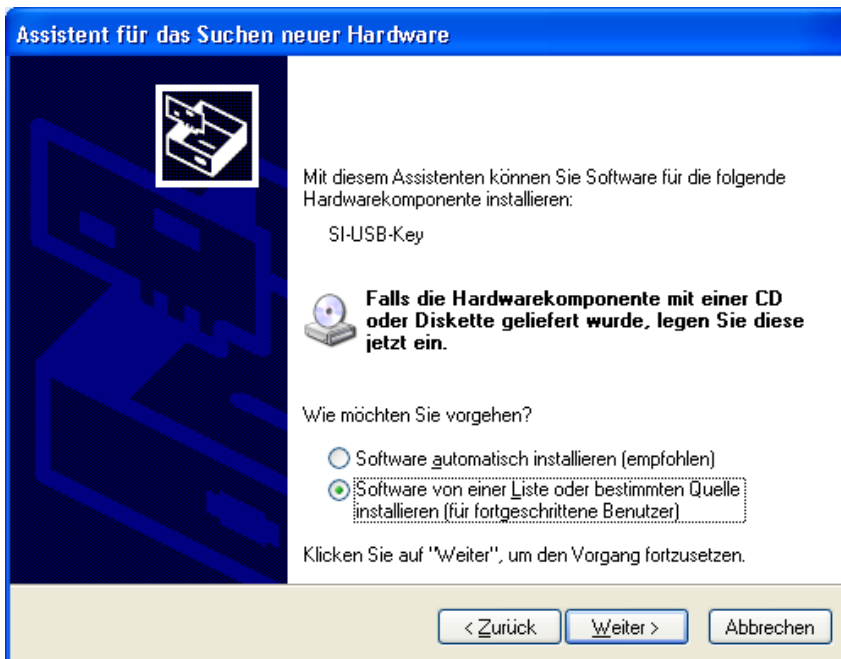 Assistent für das Suchen neuer Hardware
Mit diesem Assistenten können Sie Software für die folgende
Hardwarekomponente installieren:
SI-USB-Key
Falls die Hardwarekomponente mit einer CD
oder Diskette geliefert wurde, legen Sie diese
jetzt ein.
Wie möchten Sie vorgehen?
Software automatisch installieren (empfohlen)
Software von einer Liste oder bestimmten Quelle
installieren (für fortgeschrittene Benutzer)
Klicken Sie auf "Weiter", um den Vorgang fortzusetzen.
< Zurück Weiter > Abbrechen